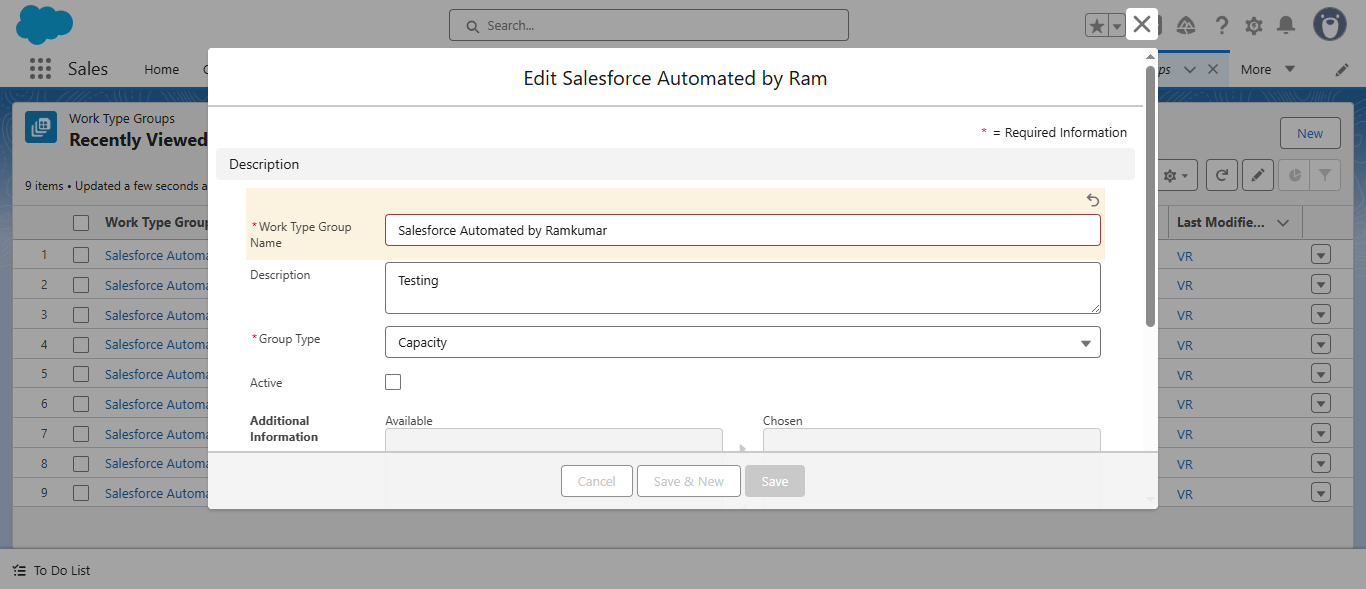 Search...
Sales
Home
ps
More
Work Type Groups
Recently Viewed
New
9 items • Updated a few seconds a
Work Type Group
Last Modifie...
1 Salesforce Automa VR
2 Salesforce Automa VR
3 Salesforce Automa VR
4 Salesforce Automa VR
5 Salesforce Automa VR
6 Salesforce Automa VR
7 Salesforce Automa VR
8 Salesforce Automa VR
9 Salesforce Automa VR
Edit Salesforce Automated by Ram
* = Required Information
Description
*Work Type Group Name
Salesforce Automated by Ramkumar
Description
Testing
*Group Type
Capacity
Active
Additional Information
Available
Chosen
Cancel
Save & New
Save
To Do List